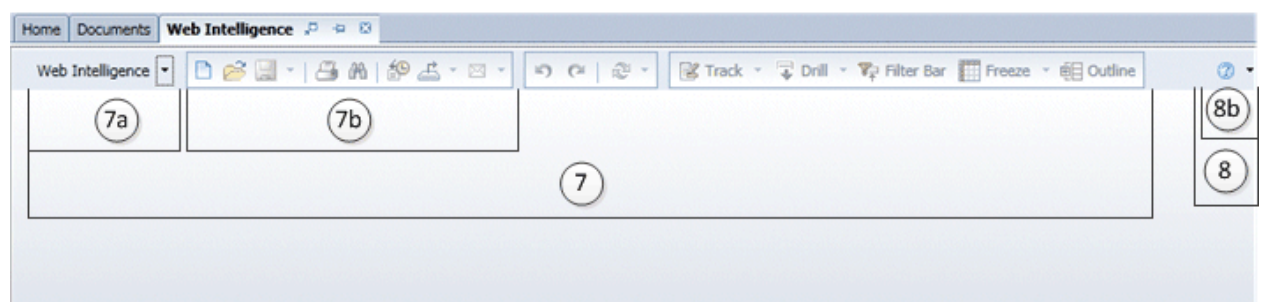 Home Documents Web Intelligence
Web Intelligence Track Drill Filter Bar Freeze Outline
7a 7b 8b
7 8